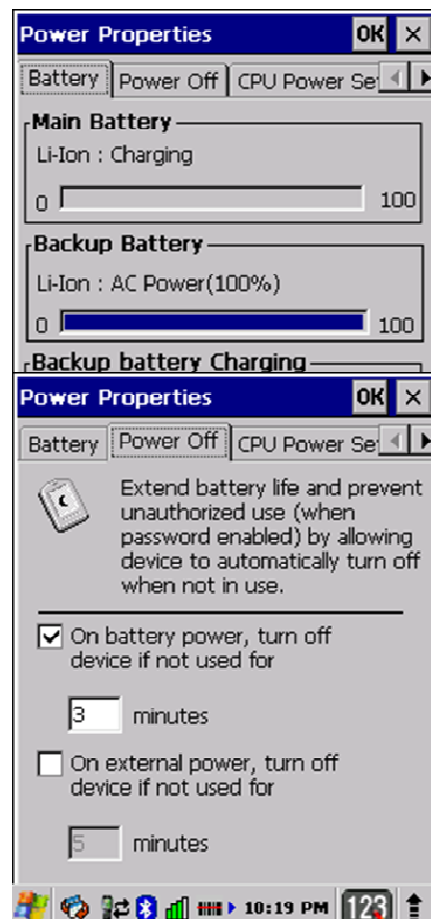 Power Properties OK ×
Battery Power Off CPU Power Se
Main Battery
Li-Ion : Charging
0 100
Backup Battery
Li-Ion : AC Power(100%)
0 100
Backup battery Charging
Power Properties OK ×
Battery Power Off CPU Power Se
Extend battery life and prevent
unauthorized use (when
password enabled) by allowing
device to automatically turn off
when not in use.
On battery power, turn off
device if not used for
3 minutes
On external power, turn off
device if not used for
5 minutes
10:19 PM 123